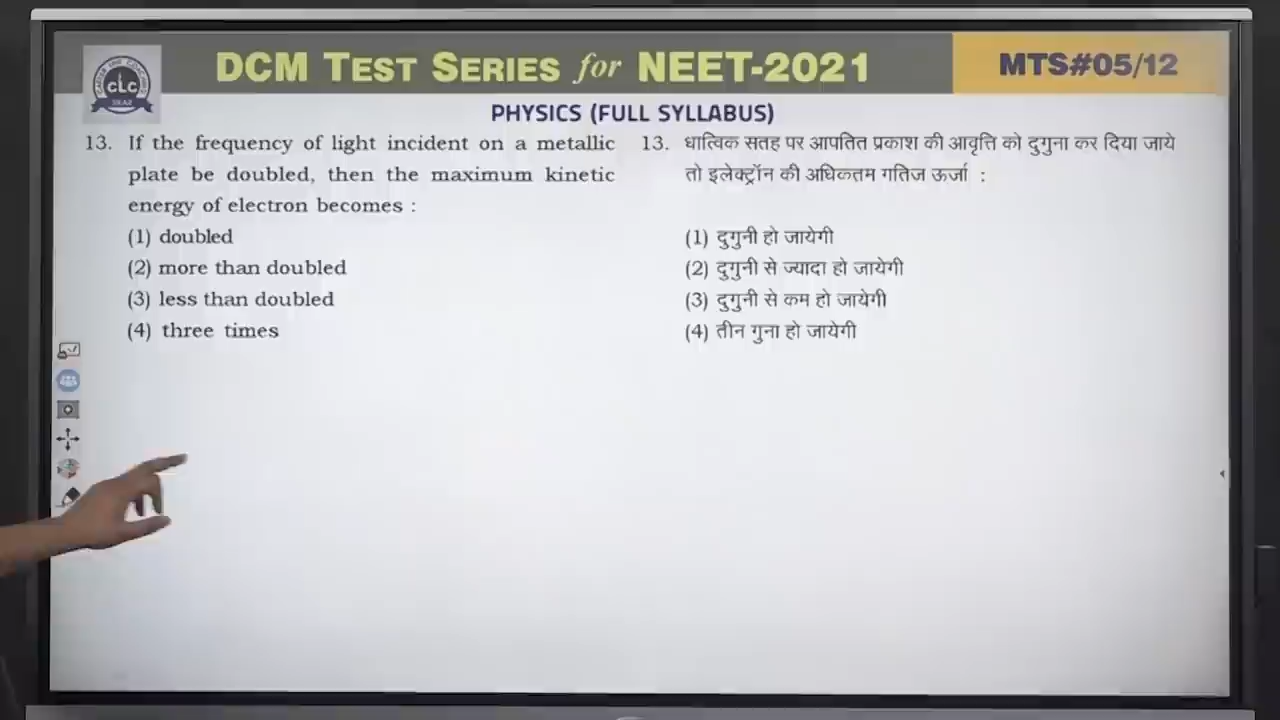 DCM TEST SERIES for NEET-2021
MTS#05/12
CLC
PHYSICS (FULL SYLLABUS)
13. If the frequency of light incident on a metallic
plate be doubled, then the maximum kinetic
energy of electron becomes :
(1) doubled
(2) more than doubled
(3) less than doubled
(4) three times
13. धात्विक सतह पर आपतित प्रकाश की आवृत्ति को दुगुना कर दिया जाये
तो इलेक्ट्रॉन की अधिकतम गतिज ऊर्जा :
(1) दुगुनी हो जायेगी
(2) दुगुनी से ज्यादा हो जायेगी
(3) दुगुनी से कम हो जायेगी
(4) तीन गुना हो जायेगी